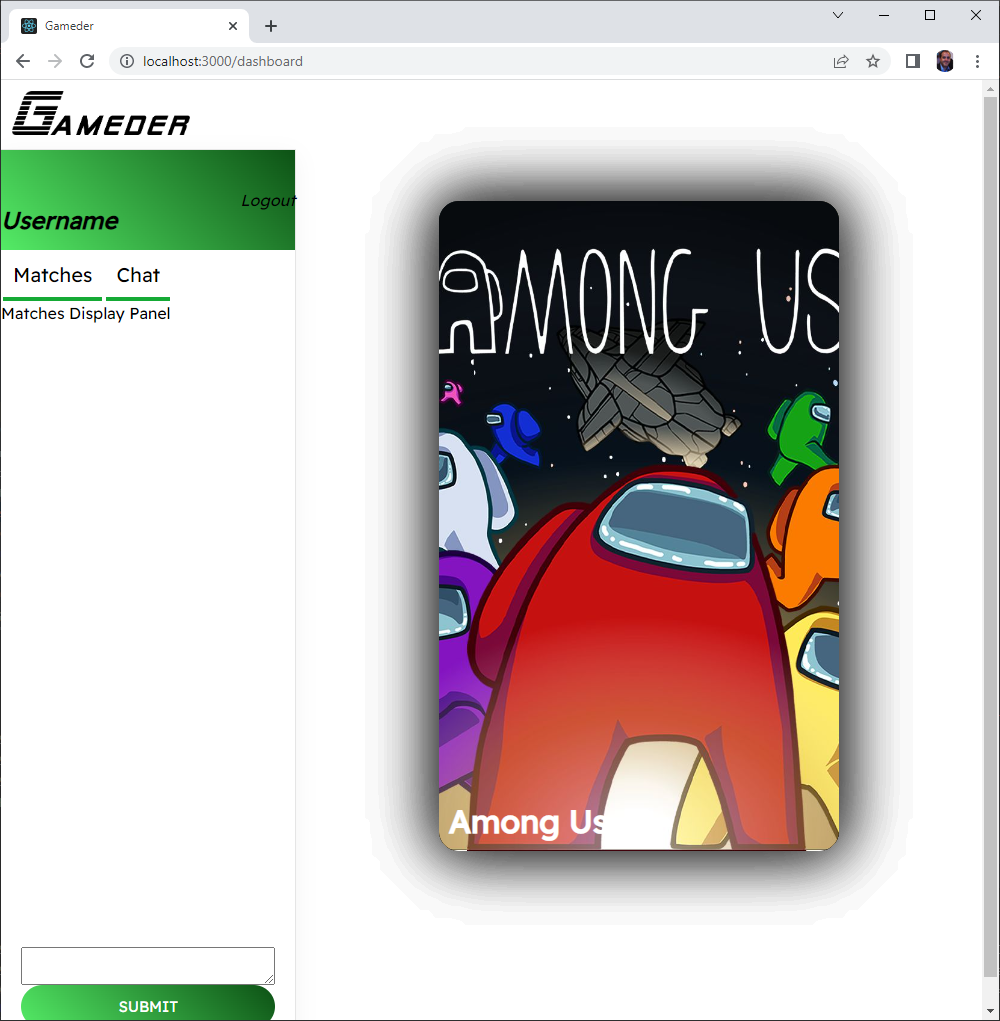 Gameder
localhost:3000/dashboard
GAMEDER
Logout
Username
Matches Chat
Matches Display Panel
AMONG US
Among Us
SUBMIT